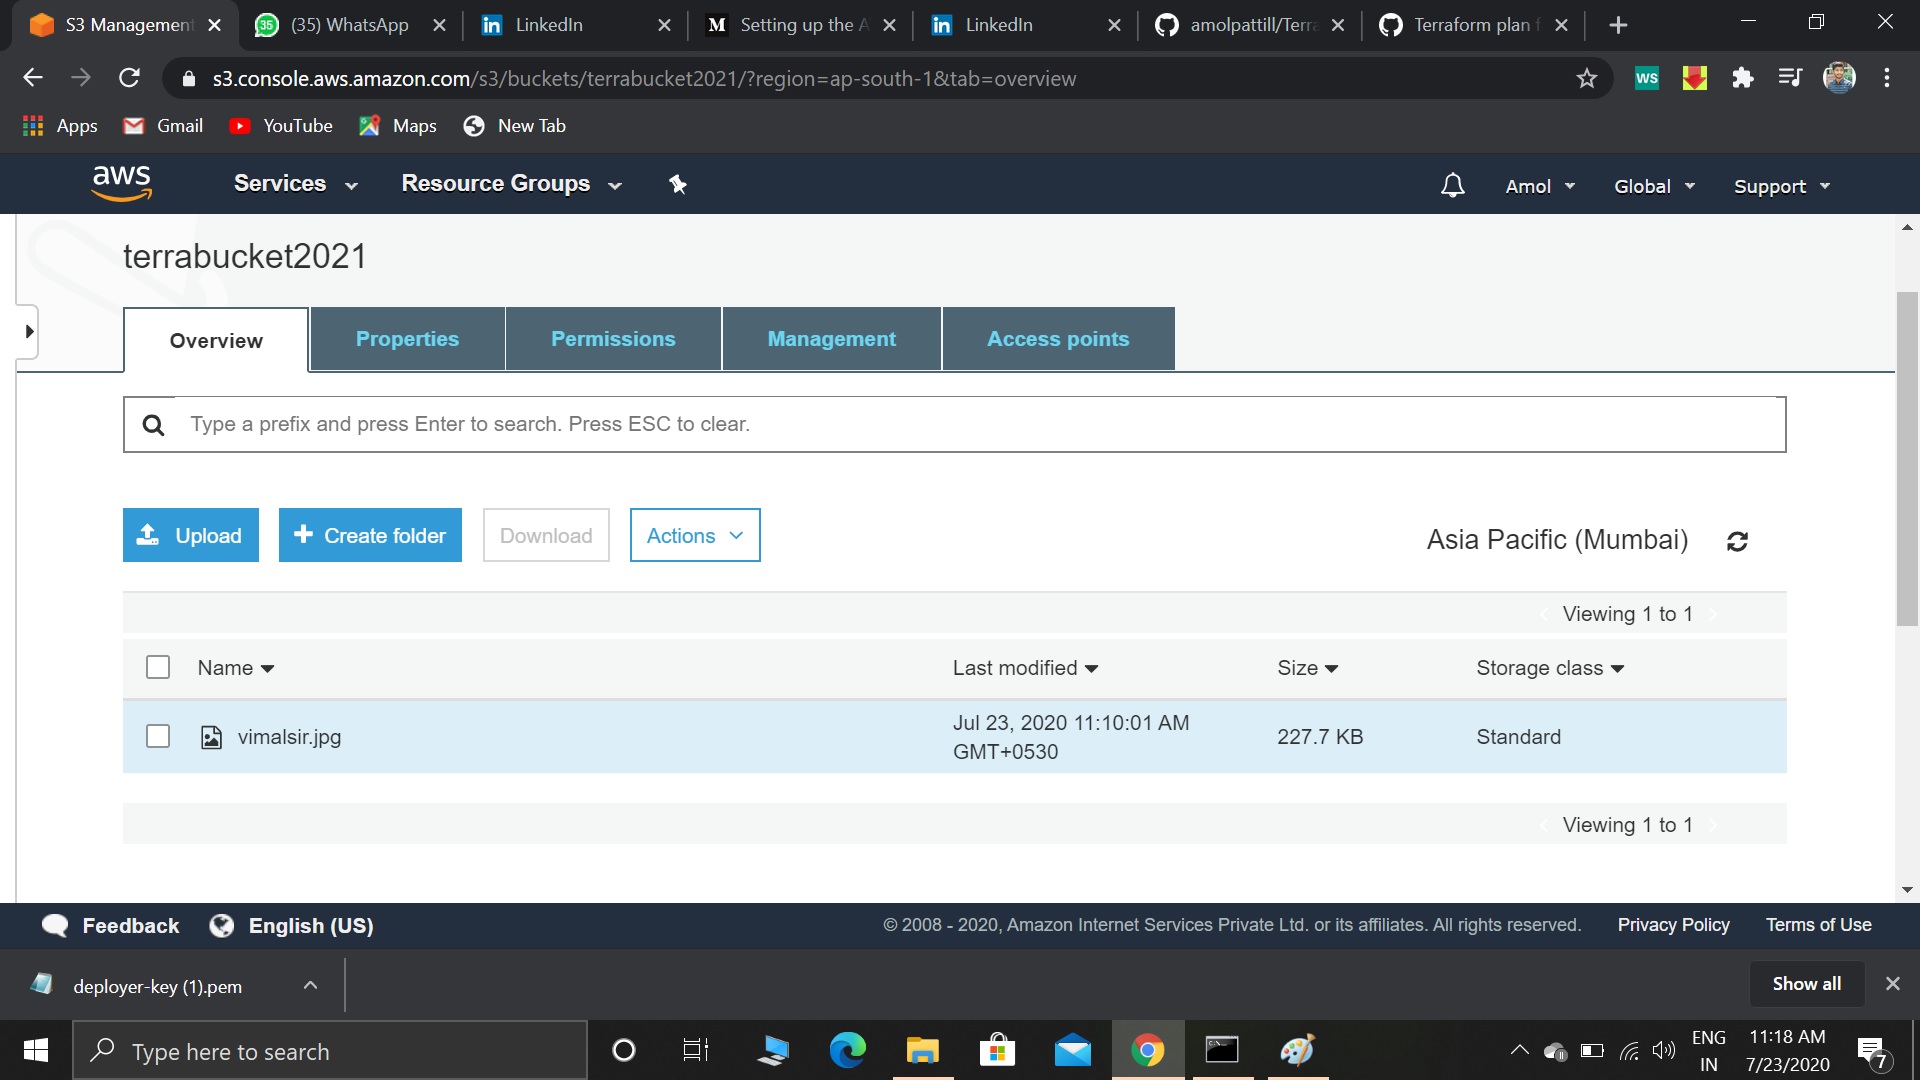 S3 Management
(35) WhatsApp
LinkedIn
Setting up the A
LinkedIn
amolpattill/Terra
Terraform plan f
s3.console.aws.amazon.com/s3/buckets/terrabucket2021/?region=ap-south-1&tab=overview
WS
Apps
Gmail
YouTube
Maps
New Tab
aws
Services
Resource Groups
Amol
Global
Support
terrabucket2021
Overview
Properties
Permissions
Management
Access points
Type a prefix and press Enter to search. Press ESC to clear.
Upload
Create folder
Download
Actions
Asia Pacific (Mumbai)
Viewing 1 to 1
Name
Last modified
Size
Storage class
vimalsir.jpg
Jul 23, 2020 11:10:01 AM
GMT+0530
227.7 KB
Standard
Viewing 1 to 1
Feedback
English (US)
© 2008 - 2020, Amazon Internet Services Private Ltd. or its affiliates. All rights reserved.
Privacy Policy
Terms of Use
deployer-key (1).pem
Show all
Type here to search
ENG
IN
11:18 AM
7/23/2020
7